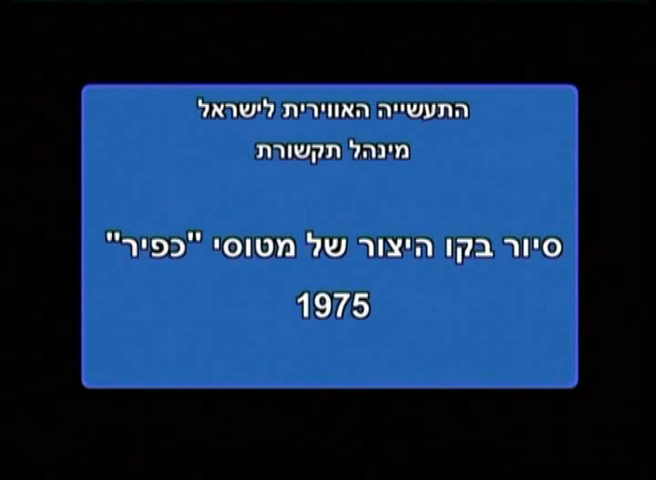 התעשייה האווירית לישראל
מינהל תקשורת
סיור בקו היצור של מטוסי "כפיר"
1975